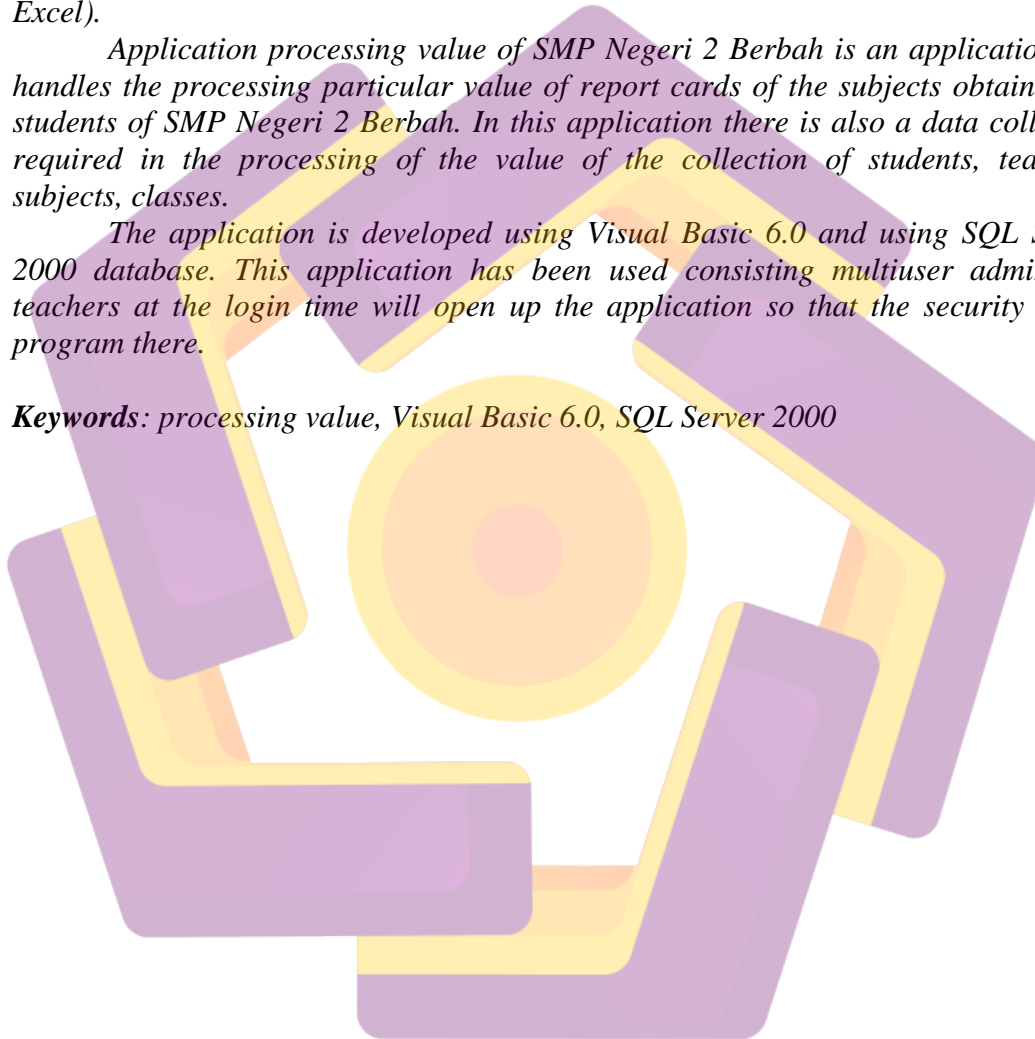 Excel).
Application processing value of SMP Negeri 2 Berbah is an applicatio
handles the processing particular value of report cards of the subjects obtain
students of SMP Negeri 2 Berbah. In this application there is also a data coll
required in the processing of the value of the collection of students, tea
subjects, classes.
The application is developed using Visual Basic 6.0 and using SQL S
2000 database. This application has been used consisting multiuser admi
teachers at the login time will open up the application so that the security
program there.
Keywords: processing value, Visual Basic 6.0, SQL Server 2000